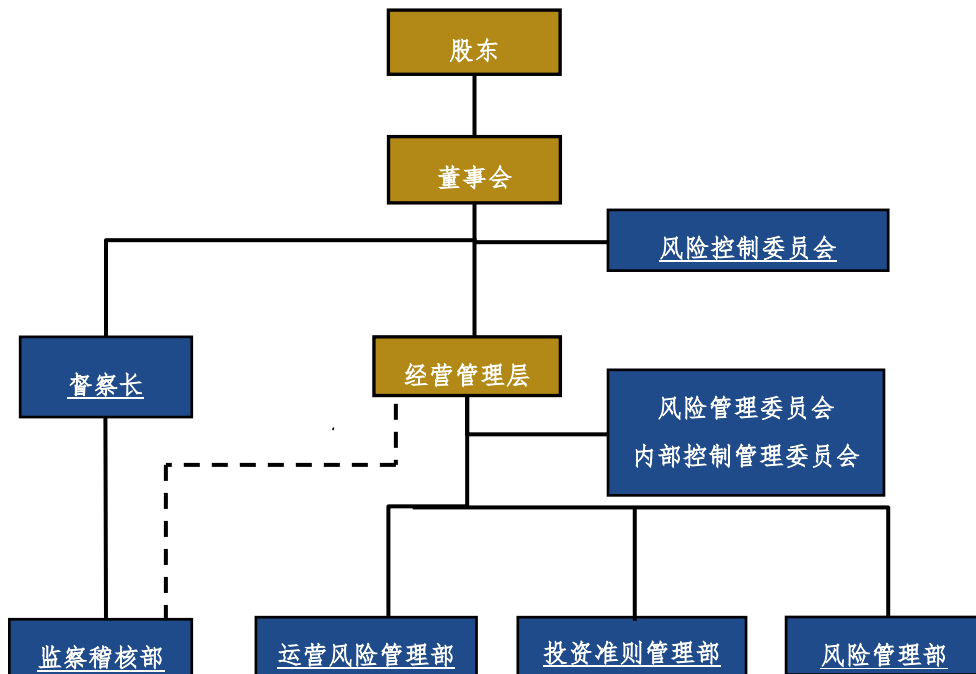 股东
董事会
风险控制委员会
督察长
经营管理层
风险管理委员会
内部控制管理委员会
监察稽核部
运营风险管理部
投资准则管理部
风险管理部